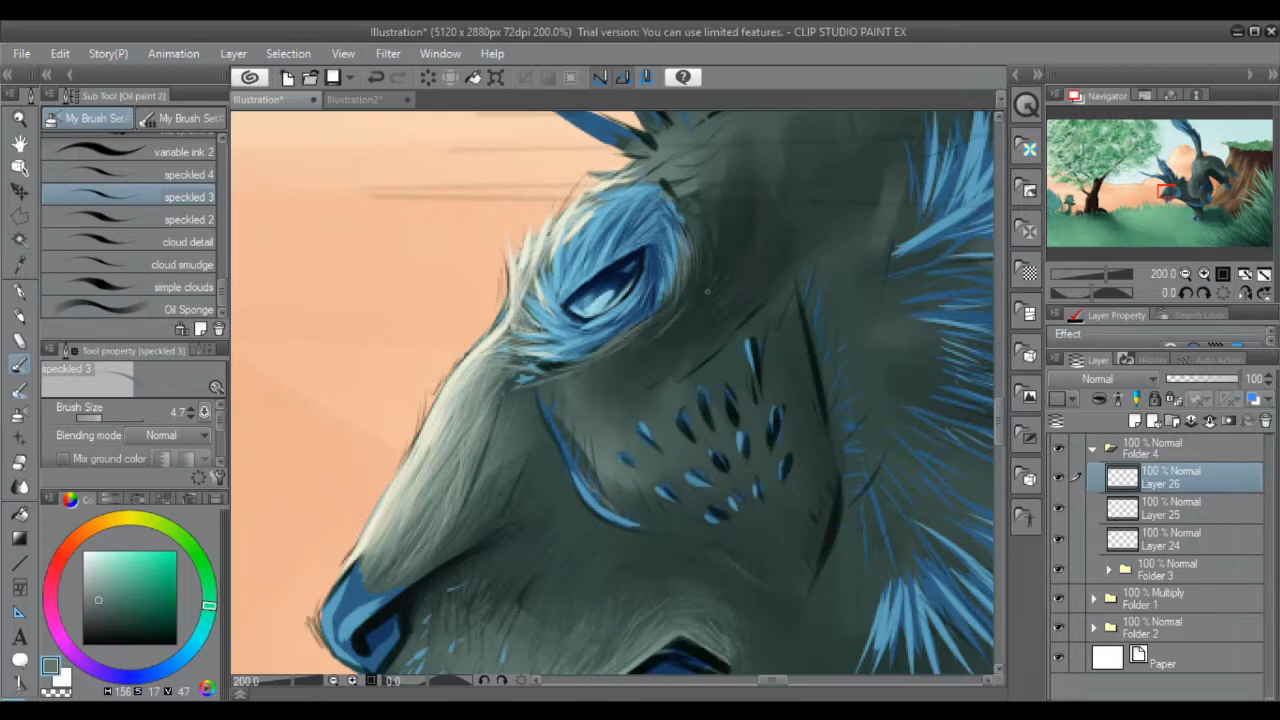 Illustration* (5120 x 2880px 72dpi 200.0%) Trial version: You can use limited features. - CLIP STUDIO PAINT EX
File Edit Story(P) Animation Layer Selection View Filter Window Help
Sub Tool [Oil paint 2]
Illustration* Illustration2*
Navigator
My Brush Set My Brush Set
variable ink 2
speckled 4
speckled 3
speckled 2
cloud detail
cloud smudge
simple clouds
Oil Sponge
200.0
0.0
Layer Property Search Layer
Effect
Tool property [speckled 3]
speckled 3
Layer History Auto Action
Normal 100
Brush Size 4.7
Blending mode Normal
Mix ground color
100 % Normal
Folder 4
100 % Normal
Layer 26
100 % Normal
Layer 25
100 % Normal
Layer 24
100 % Normal
Folder 3
100 % Multiply
Folder 1
100 % Normal
Folder 2
Paper
200.0 0.0
H 156 S 17 V 47